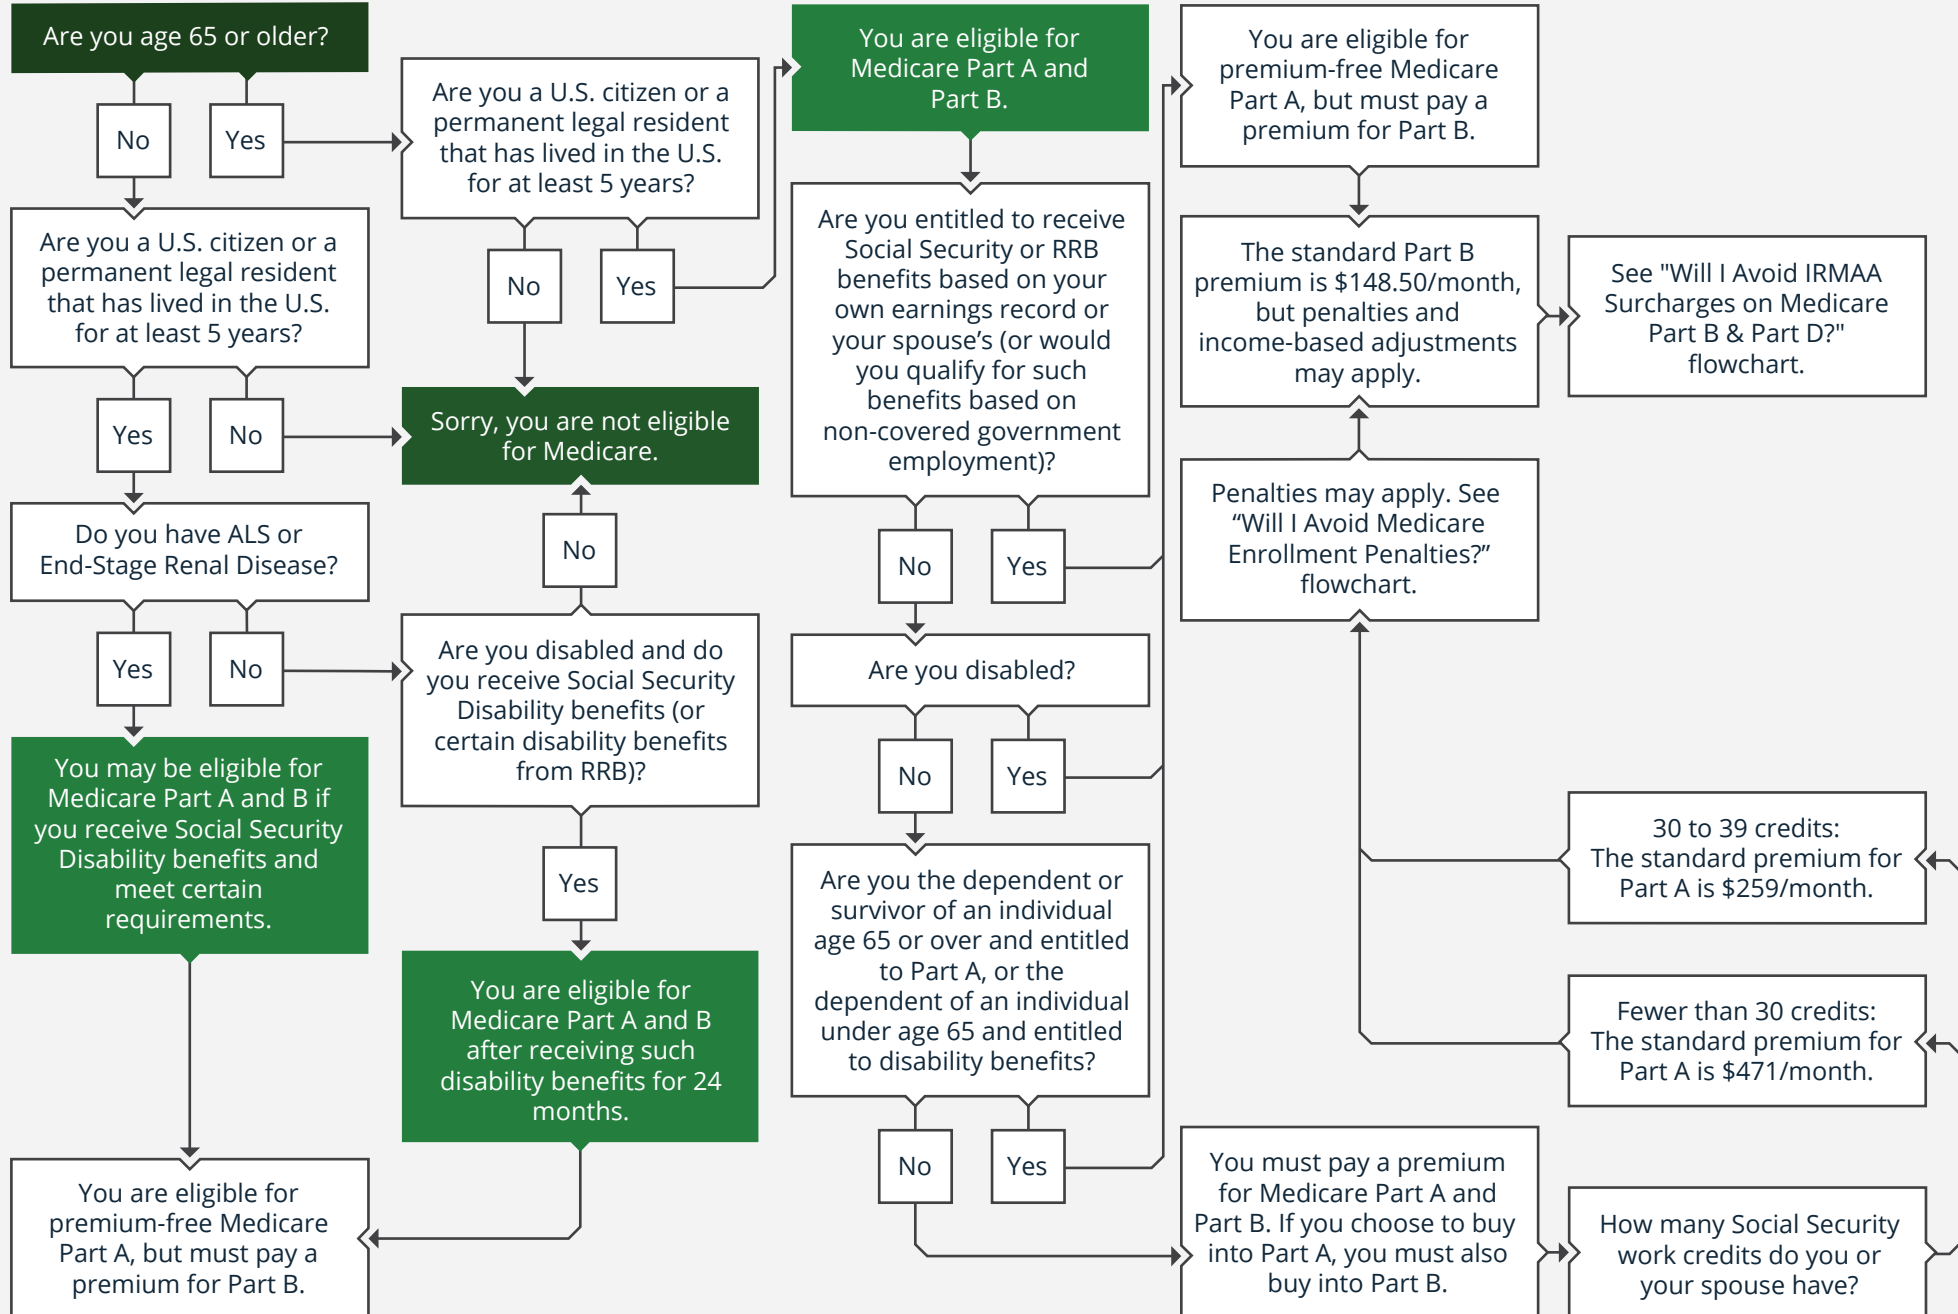 Are you age 65 or older?
No
Yes
Are you a U.S. citizen or a
permanent legal resident
that has lived in the U.S.
for at least 5 years?
Yes
No
Do you have ALS or
End-Stage Renal Disease?
Yes
No
You may be eligible for
Medicare Part A and B if
you receive Social Security
Disability benefits and
meet certain
requirements.
You are eligible for
premium-free Medicare
Part A, but must pay a
premium for Part B.
Are you a U.S. citizen or a
permanent legal resident
that has lived in the U.S.
for at least 5 years?
No
Yes
Sorry, you are not eligible
for Medicare.
No
Are you disabled and do
you receive Social Security
Disability benefits (or
certain disability benefits
from RRB)?
Yes
You are eligible for
Medicare Part A and B
after receiving such
disability benefits for 24
months.
You are eligible for
Medicare Part A and
Part B.
Are you entitled to receive
Social Security or RRB
benefits based on your
own earnings record or
your spouse’s (or would
you qualify for such
benefits based on
non-covered government
employment)?
No
Yes
Are you disabled?
No
Yes
Are you the dependent or
survivor of an individual
age 65 or over and entitled
to Part A, or the
dependent of an individual
under age 65 and entitled
to disability benefits?
No
Yes
You are eligible for
premium-free Medicare
Part A, but must pay a
premium for Part B.
The standard Part B
premium is $148.50/month,
but penalties and
income-based adjustments
may apply.
See "Will I Avoid IRMAA
Surcharges on Medicare
Part B & Part D?"
flowchart.
Penalties may apply. See
“Will I Avoid Medicare
Enrollment Penalties?”
flowchart.
30 to 39 credits:
The standard premium for
Part A is $259/month.
Fewer than 30 credits:
The standard premium for
Part A is $471/month.
You must pay a premium
for Medicare Part A and
Part B. If you choose to buy
into Part A, you must also
buy into Part B.
How many Social Security
work credits do you or
your spouse have?